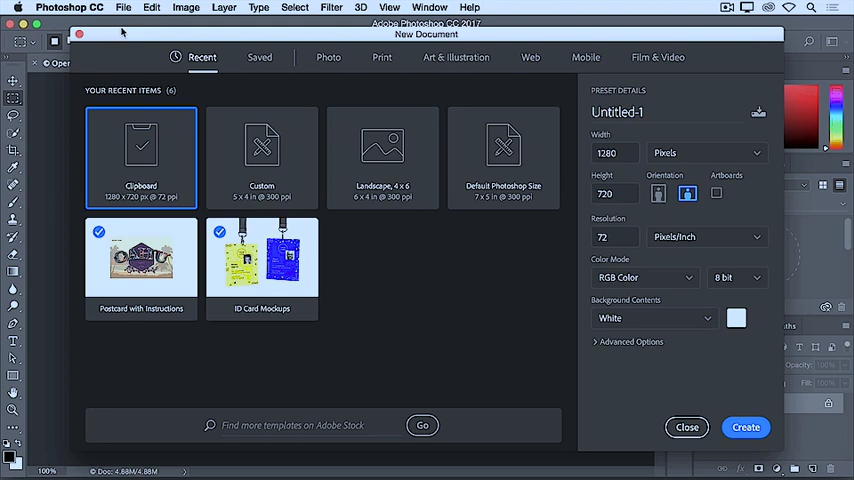 Photoshop CC File Edit Image Layer Type Select Filter 3D View Window Help
Adobe Photoshop CC 2017
New Document
© Open
Recent Saved Photo Print Art & Illustration Web Mobile Film & Video
YOUR RECENT ITEMS (6)
Clipboard
1280 x 720 px @ 72 ppi
Custom
5 x 4 in @ 300 ppi
Landscape, 4 x 6
6 x 4 in @ 300 ppi
Default Photoshop Size
7 x 5 in @ 300 ppi
Postcard with Instructions
ID Card Mockups
Find more templates on Adobe Stock Go
PRESET DETAILS
Untitled-1
Width
1280 Pixels
Height Orientation Artboards
720
Resolution
72 Pixels/Inch
Color Mode
RGB Color 8 bit
Background Contents
White
Advanced Options
Close Create
Opacity: 100%
Fill: 100%
100% Doc: 4.88M/4.88M